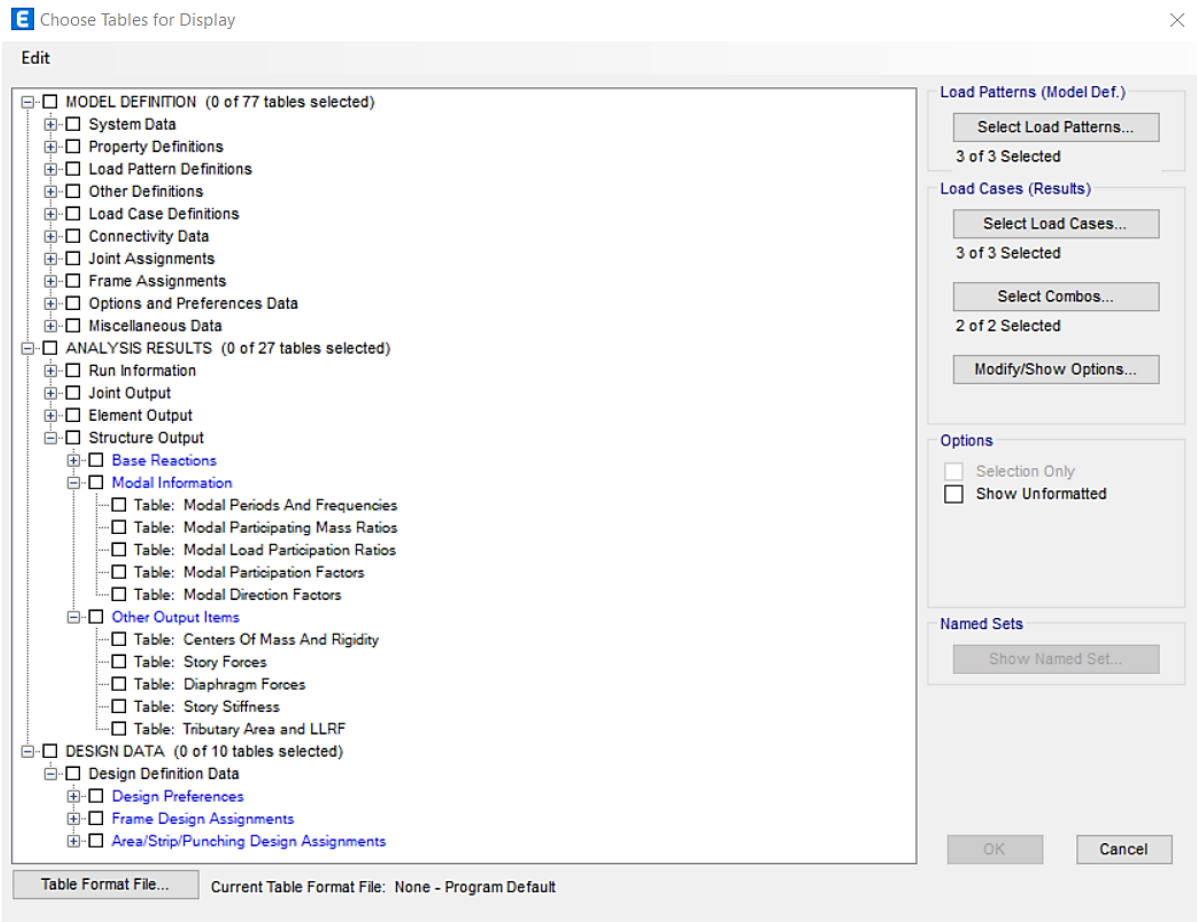 E Choose Tables for Display
Edit
MODEL DEFINITION (0 of 77 tables selected)
System Data
Property Definitions
Load Pattern Definitions
Other Definitions
Load Case Definitions
Connectivity Data
Joint Assignments
Frame Assignments
Options and Preferences Data
Miscellaneous Data
ANALYSIS RESULTS (0 of 27 tables selected)
Run Information
Joint Output
Element Output
Structure Output
Base Reactions
Modal Information
Table: Modal Periods And Frequencies
Table: Modal Participating Mass Ratios
Table: Modal Load Participation Ratios
Table: Modal Participation Factors
Table: Modal Direction Factors
Other Output Items
Table: Centers Of Mass And Rigidity
Table: Story Forces
Table: Diaphragm Forces
Table: Story Stiffness
Table: Tributary Area and LLRF
DESIGN DATA (0 of 10 tables selected)
Design Definition Data
Design Preferences
Frame Design Assignments
Area/Strip/Punching Design Assignments
Load Patterns (Model Def.)
Select Load Patterns...
3 of 3 Selected
Load Cases (Results)
Select Load Cases...
3 of 3 Selected
Select Combos...
2 of 2 Selected
Modify/Show Options...
Options
Selection Only
Show Unformatted
Named Sets
Show Named Set...
OK Cancel
Table Format File... Current Table Format File: None - Program Default